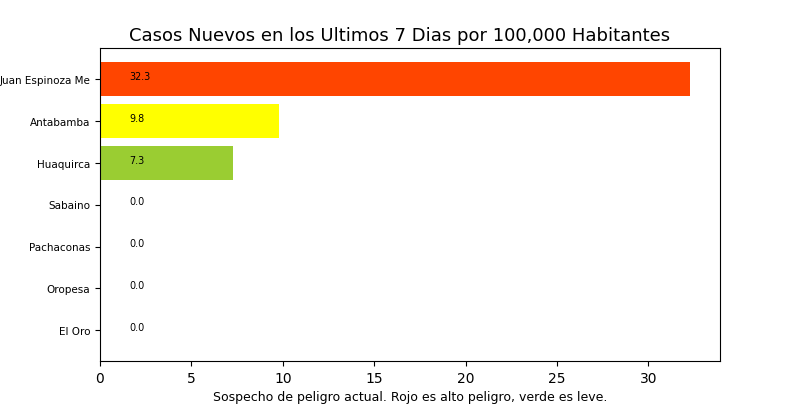 Casos Nuevos en los Ultimos 7 Dias por 100,000 Habitantes
Juan Espinoza Me 32.3
Antabamba 9.8
Huaquirca 7.3
Sabaino 0.0
Pachaconas 0.0
Oropesa 0.0
El Oro 0.0
0 5 10 15 20 25 30
Sospecho de peligro actual. Rojo es alto peligro, verde es leve.